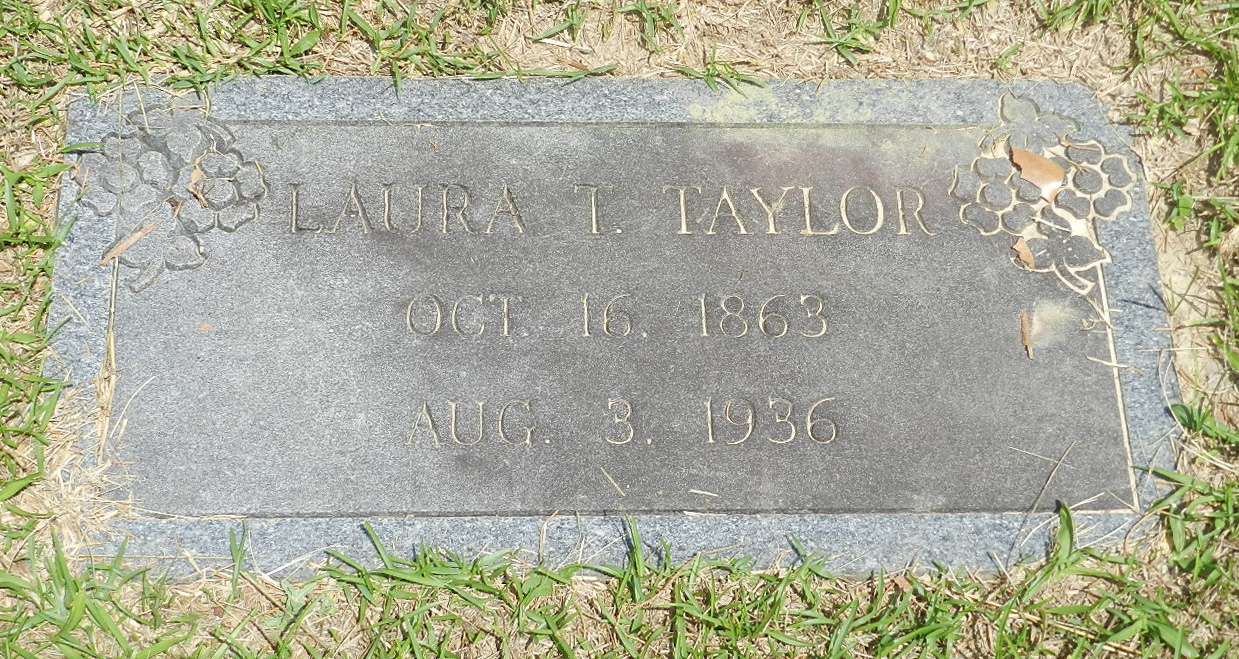 LAURA T. TAYLOR
OCT. 16. 1863
AUG. 3. 1936